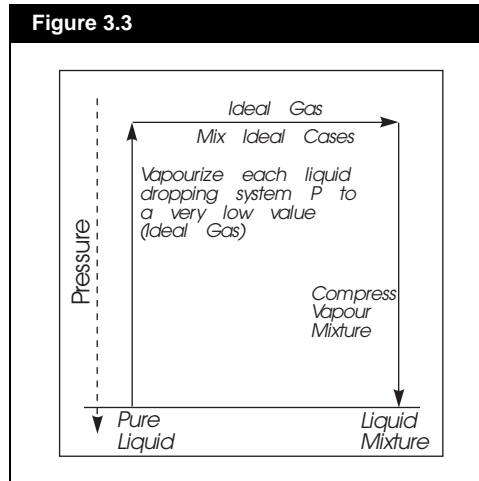 Figure 3.3
Ideal Gas
Mix Ideal Cases
Vapourize each liquid
dropping system P to
a very low value
(Ideal Gas)
Pressure
Compress
Vapour
Mixture
Pure
Liquid
Liquid
Mixture